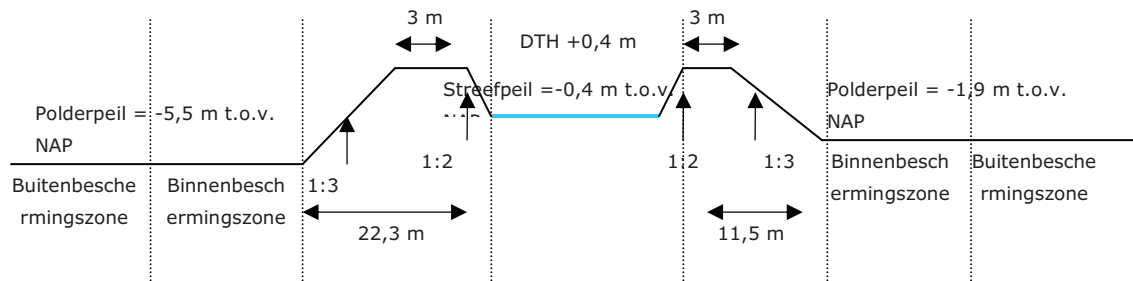 3 m
3 m
DTH +0,4 m
Streefpeil =-0,4 m t.o.v.
Polderpeil = -5,5 m t.o.v.
NAP
Polderpeil = -1,9 m t.o.v.
NAP
1:2
1:2
1:3
Buitenbesche
rmingszone
Binnenbesch
ermingszone
1:3
Binnenbesch
ermingszone
Buitenbesche
rmingszone
22,3 m
11,5 m